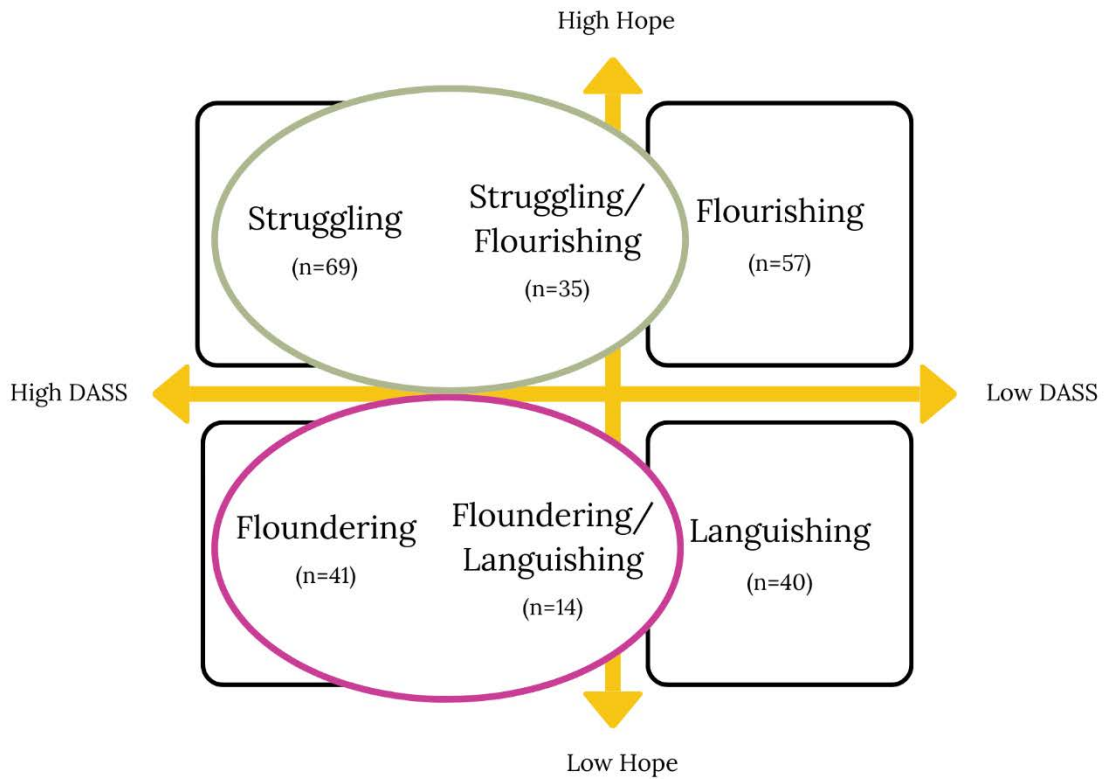 High Hope
Struggling
(n=69)
Struggling/
Flourishing
(n=35)
Flourishing
(n=57)
High DASS
Low DASS
Floundering
(n=41)
Floundering/
Languishing
(n=14)
Languishing
(n=40)
Low Hope